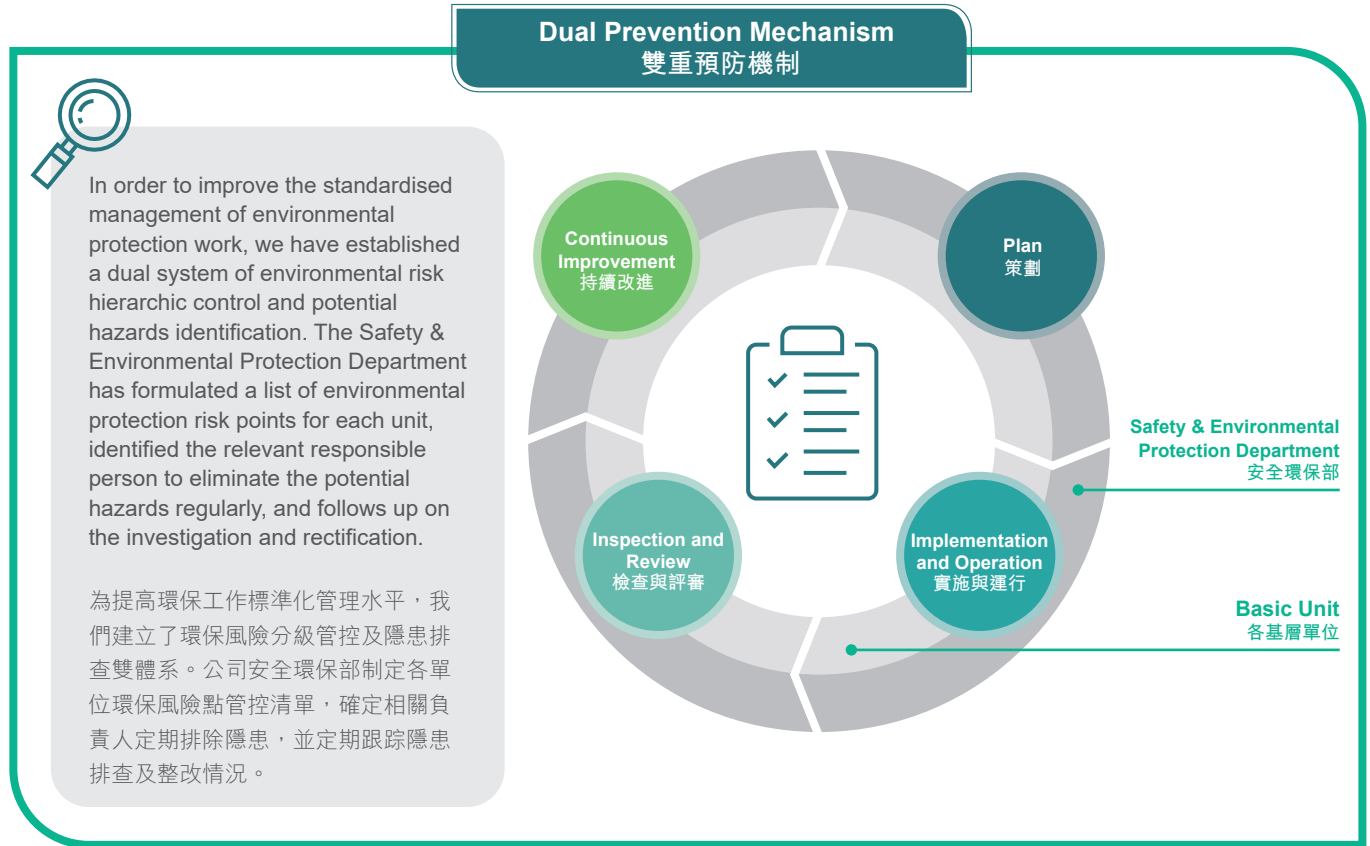 Dual Prevention Mechanism
雙重預防機制
In order to improve the standardised
management of environmental
protection work, we have established
a dual system of environmental risk
hierarchic control and potential
hazards identification. The Safety &
Environmental Protection Department
has formulated a list of environmental
protection risk points for each unit,
identified the relevant responsible
person to eliminate the potential
hazards regularly, and follows up on
the investigation and rectification.
為提高環保工作標準化管理水平，我
們建立了環保風險分級管控及隱患排
查雙體系。公司安全環保部制定各單
位環保風險點管控清單，確定相關負
責人定期排除隱患，並定期跟踪隱患
排查及整改情況。
Continuous
Improvement
持續改進
Plan
策劃
Inspection and
Review
檢查與評審
Implementation
and Operation
實施與運行
Safety & Environmental
Protection Department
安全環保部
Basic Unit
各基層單位